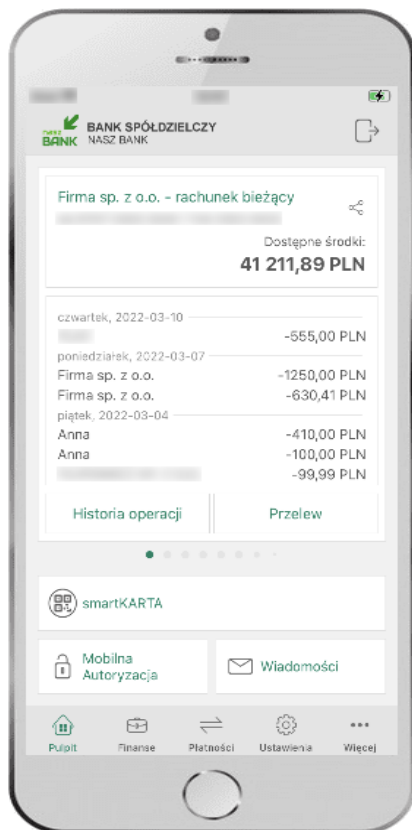 NASZ
BANK
BANK SPÓŁDZIELCZY
NASZ BANK
Firma sp. z o.o. - rachunek bieżący
Dostępne środki:
41 211,89 PLN
czwartek, 2022-03-10
-555,00 PLN
poniedziałek, 2022-03-07
Firma sp. z o.o. -1250,00 PLN
Firma sp. z o.o. -630,41 PLN
piątek, 2022-03-04
Anna -410,00 PLN
Anna -100,00 PLN
-99,99 PLN
Historia operacji Przelew
smartKARTA
Mobilna
Autoryzacja
Wiadomości
Pulpit Finanse Płatności Ustawienia Więcej